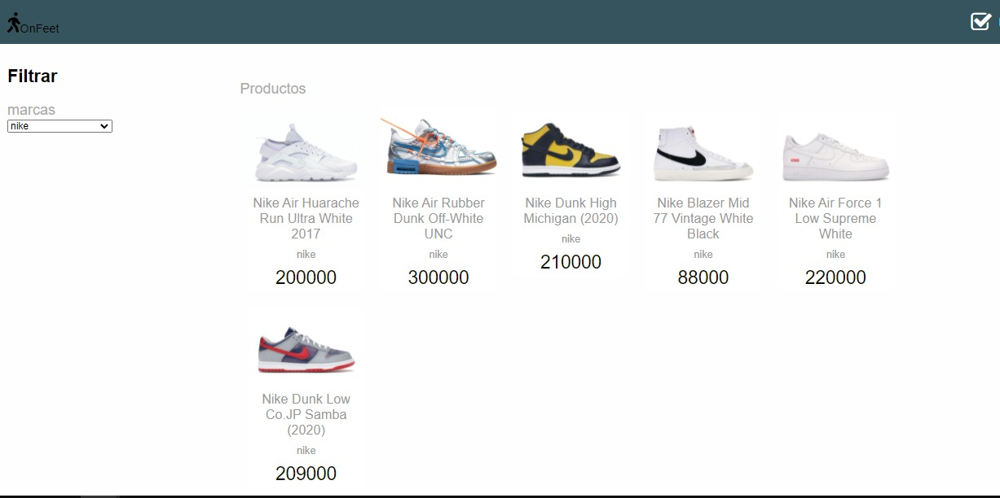 OnFeet
Filtrar
marcas
nike
Productos
Nike Air Huarache
Run Ultra White
2017
nike
200000
Nike Air Rubber
Dunk Off-White
UNC
nike
300000
Nike Dunk High
Michigan (2020)
nike
210000
Nike Blazer Mid
77 Vintage White
Black
nike
88000
Nike Air Force 1
Low Supreme
White
nike
220000
Nike Dunk Low
Co.JP Samba
(2020)
nike
209000